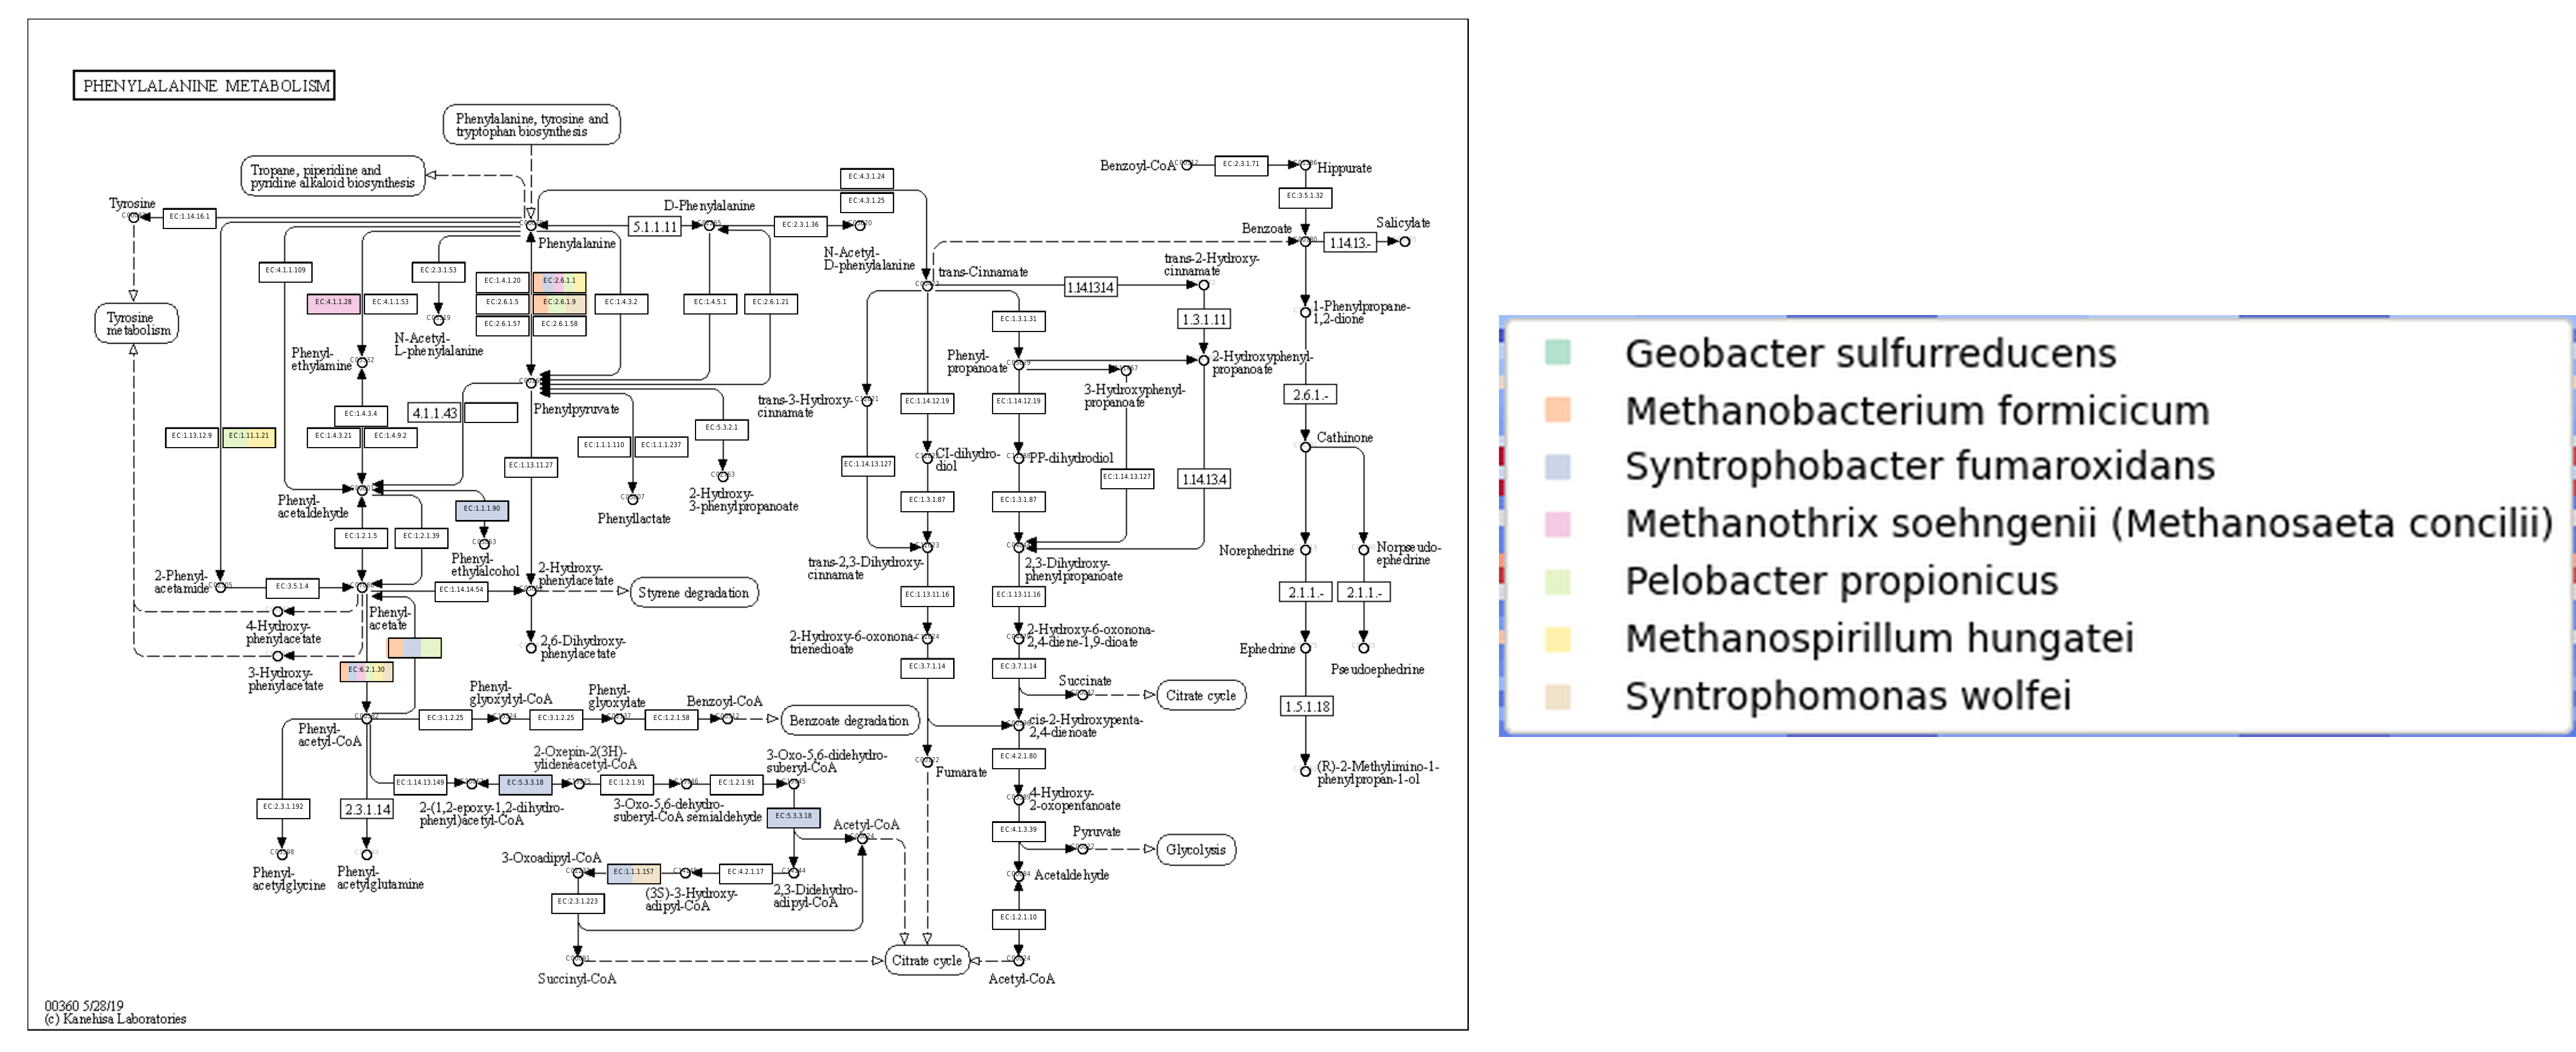 PHENYLALANINE METABOLISM
Phenylalanine, tyrosine and
tryptophan biosynthesis
Tropane, piperidine and
pyridine alkaloid biosynthesis
Tyrosine
EC:1.14.16.1
Tyrosine
metabolism
Phenylalanine
5.1.1.11
D-Phenylalanine
EC:2.3.1.36
N-Acetyl-
D-phenylalanine
EC:4.3.1.24
EC:4.3.1.25
EC:4.1.1.109
EC:4.1.1.28
EC:4.1.1.53
EC:2.3.1.53
N-Acetyl-
L-phenylalanine
EC:1.4.1.20
EC:2.6.1.1
EC:2.6.1.5
EC:2.6.1.9
EC:2.6.1.57
EC:2.6.1.58
EC:1.4.3.2
EC:1.4.5.1
EC:2.6.1.21
Phenyl-
ethylamine
EC:1.4.3.4
EC:1.4.3.21
EC:1.4.9.2
4.1.1.43
Phenylpyruvate
EC:1.13.12.9
EC:1.11.1.21
EC:1.13.11.27
EC:1.1.1.110
EC:1.1.1.237
EC:5.3.2.1
Phenyllactate
2-Hydroxy-
3-phenylpropanoate
Phenyl-
acetaldehyde
EC:1.1.1.90
EC:1.2.1.5
EC:1.2.1.39
Phenyl-
ethylalcohol
2-Phenyl-
acetamide
EC:3.5.1.4
EC:1.14.14.54
2-Hydroxy-
phenylacetate
Styrene degradation
Phenyl-
acetate
4-Hydroxy-
phenylacetate
3-Hydroxy-
phenylacetate
2,6-Dihydroxy-
phenylacetate
EC:6.2.1.30
Phenyl-
acetyl-CoA
EC:3.1.2.25
Phenyl-
glyoxylyl-CoA
EC:3.1.2.25
Phenyl-
glyoxylate
EC:1.2.1.58
Benzoyl-CoA
Benzoate degradation
EC:1.14.13.149
2-(1,2-epoxy-1,2-dihydro-
phenyl)acetyl-CoA
EC:5.3.3.18
2-Oxepin-2(3H)-
ylideneacetyl-CoA
EC:1.2.1.91
3-Oxo-5,6-dehydro-
suberyl-CoA semialdehyde
EC:1.2.1.91
3-Oxo-5,6-didehydro-
suberyl-CoA
EC:5.3.3.18
Acetyl-CoA
EC:2.3.1.192
2.3.1.14
Phenyl-
acetylglycine
Phenyl-
acetylglutamine
3-Oxoadipyl-CoA
EC:1.1.1.157
(3S)-3-Hydroxy-
adipyl-CoA
EC:4.2.1.17
2,3-Didehydro-
adipyl-CoA
EC:2.3.1.223
Succinyl-CoA
Citrate cycle
trans-Cinnamate
1.14.13.14
trans-2-Hydroxy-
cinnamate
EC:1.3.1.31
1.3.1.11
Phenyl-
propanoate
2-Hydroxyphenyl-
propanoate
3-Hydroxyphenyl-
propanoate
trans-3-Hydroxy-
cinnamate
EC:1.14.12.19
EC:1.14.12.19
CI-dihydro-
diol
PP-dihydrodiol
EC:1.14.13.127
EC:1.14.13.127
1.14.13.4
EC:1.3.1.87
EC:1.3.1.87
trans-2,3-Dihydroxy-
cinnamate
2,3-Dihydroxy-
phenylpropanoate
EC:1.13.11.16
EC:1.13.11.16
2-Hydroxy-6-oxonona-
trienedioate
2-Hydroxy-6-oxonona-
2,4-diene-1,9-dioate
EC:3.7.1.14
EC:3.7.1.14
Succinate
Citrate cycle
cis-2-Hydroxypenta-
2,4-dienoate
Fumarate
EC:4.2.1.80
4-Hydroxy-
2-oxopentanoate
EC:4.1.3.39
Pyruvate
Glycolysis
Acetaldehyde
EC:1.2.1.10
Acetyl-CoA
Benzoyl-CoA
EC:2.3.1.71
Hippurate
EC:3.5.1.32
Benzoate
1.14.13.-
Salicylate
1-Phenylpropane-
1,2-dione
2.6.1.-
Cathinone
Norephedrine
Norpseudo-
ephedrine
2.1.1.-
2.1.1.-
Ephedrine
Pseudoephedrine
1.5.1.18
(R)-2-Methylimino-1-
phenylpropan-1-ol
00360 5/28/19
(c) Kanehisa Laboratories
Geobacter sulfurreducens
Methanobacterium formicicum
Syntrophobacter fumaroxidans
Methanothrix soehngenii (Methanosaeta concilii)
Pelobacter propionicus
Methanospirillum hungatei
Syntrophomonas wolfei